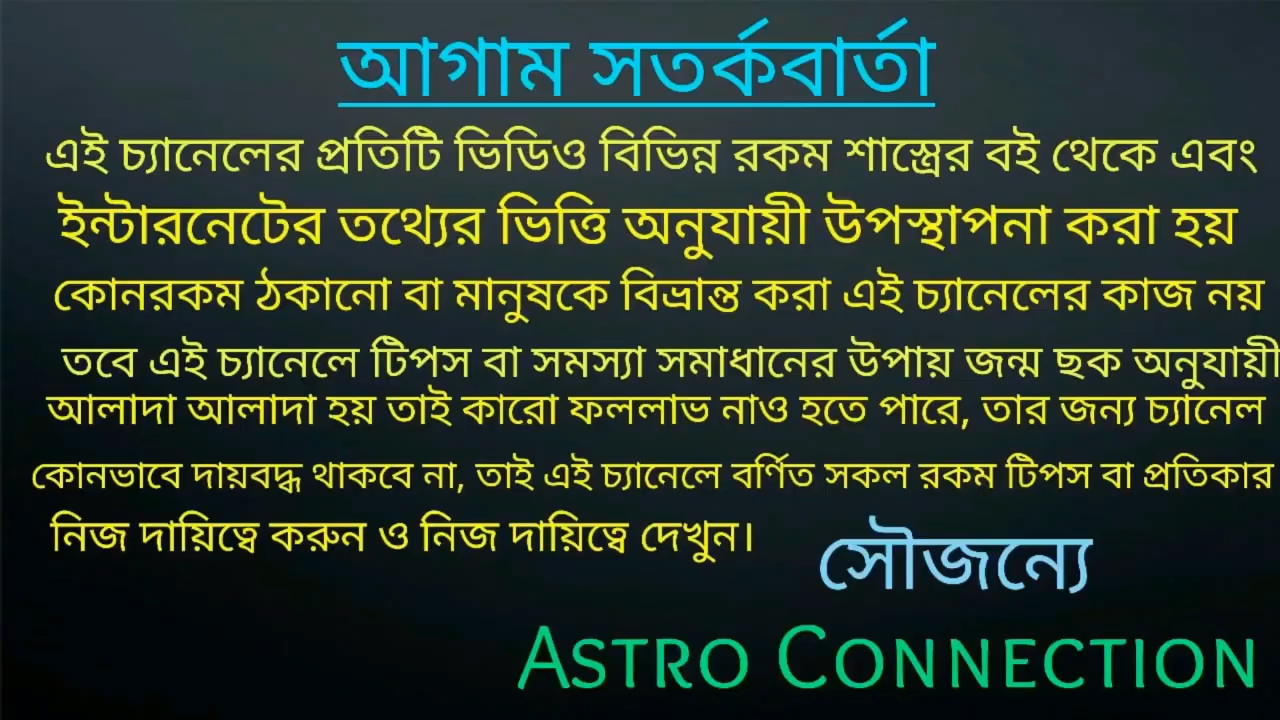 আগাম সতর্কবার্তা
এই চ্যানেলের প্রতিটি ভিডিও বিভিন্ন রকম শাস্ত্রের বই থেকে এবং
ইন্টারনেটের তথ্যের ভিত্তি অনুযায়ী উপস্থাপনা করা হয়
কোনরকম ঠকানো বা মানুষকে বিভ্রান্ত করা এই চ্যানেলের কাজ নয়
তবে এই চ্যানেলে টিপস বা সমস্যা সমাধানের উপায় জন্ম ছক অনুযায়ী
আলাদা আলাদা হয় তাই কারো ফললাভ নাও হতে পারে, তার জন্য চ্যানেল
কোনভাবে দায়বদ্ধ থাকবে না, তাই এই চ্যানেলে বর্ণিত সকল রকম টিপস বা প্রতিকার
নিজ দায়িত্বে করুন ও নিজ দায়িত্বে দেখুন।
সৌজন্যে
ASTRO CONNECTION